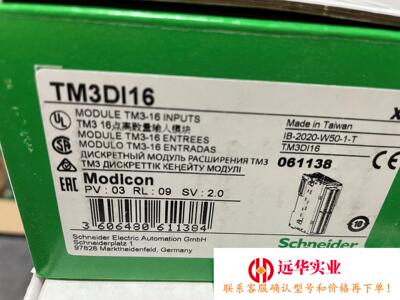 TM3DI16
MODULE TM3-16 INPUTS
TM3 16点离散量输入模块
MODULE TM3-16 ENTREES
MODULO TM3-16 ENTRADAS
ДИСКРЕТНЫЙ МОДУЛЬ РАСШИРЕНИЯ TM3
TM3 ДИСКРЕТТІК КЕҢЕЙТУ МОДУЛІ
Made in Taiwan
IB-2020-W50-1-T
TM3DI16
061138
UL
EAC
CE
Modicon
PV : 03 RL : 09 SV : 2.0
3 606480 611384
10
Schneider Electric Automation GmbH
Schneiderplatz 1
97828 Marktheidenfeld, Germany
Schneider
远华实业
联系客服确认型号和价格再下单！